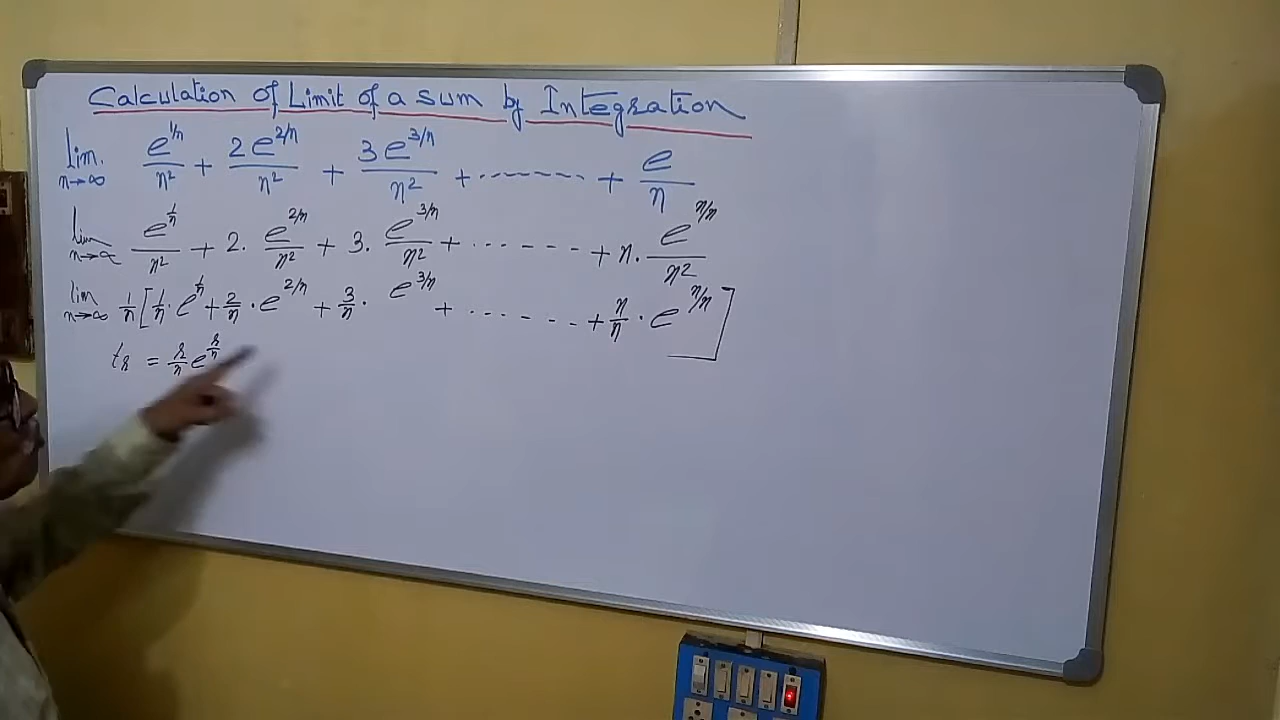 Calculation of Limit of a sum by Integration
lim. n→∞ e^{1/n}/n² + 2e^{2/n}/n² + 3e^{3/n}/n² + ------- + e/n
lim n→∞ e^{1/n}/n² + 2. e^{2/n}/n² + 3. e^{3/n}/n² + ------- + n. e^{n/n}/n²
lim n→∞ 1/n [1/n · e^{1/n} + 2/n · e^{2/n} + 3/n · e^{3/n} + ------ + n/n · e^{n/n}]
t_r = r/n e^{r/n}